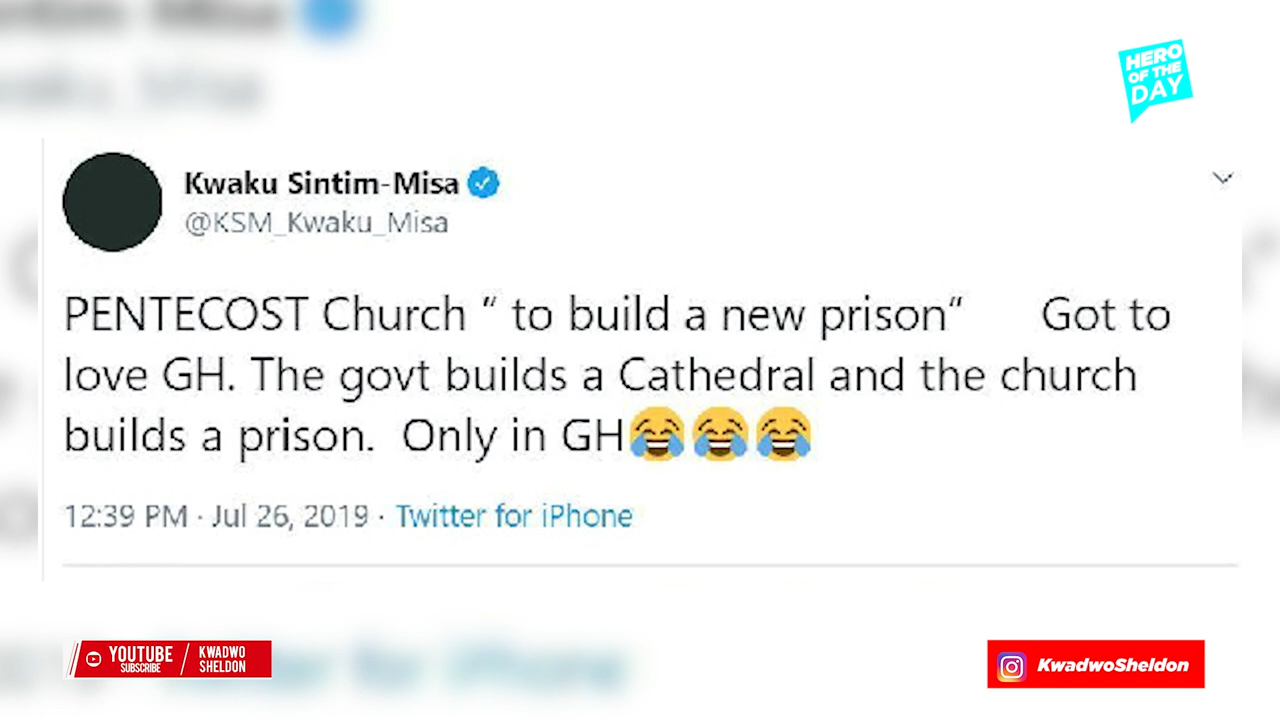 HERO
OF THE
DAY
Kwaku Sintim-Misa
@KSM_Kwaku_Misa
PENTECOST Church “ to build a new prison“ Got to
love GH. The govt builds a Cathedral and the church
builds a prison. Only in GH😂😂😂
12:39 PM · Jul 26, 2019 · Twitter for iPhone
YOUTUBE
SUBSCRIBE
KWADWO
SHELDON
KwadwoSheldon